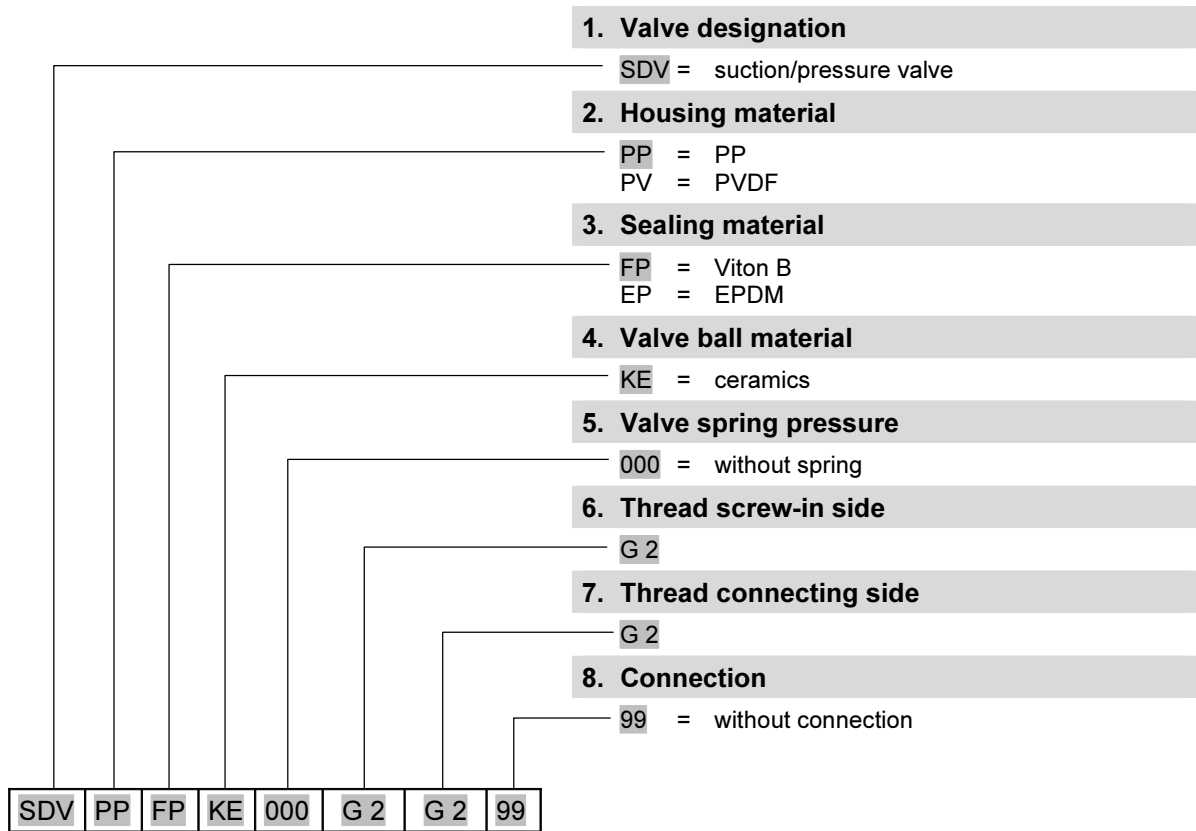 1. Valve designation
SDV = suction/pressure valve
2. Housing material
PP = PP
PV = PVDF
3. Sealing material
FP = Viton B
EP = EPDM
4. Valve ball material
KE = ceramics
5. Valve spring pressure
000 = without spring
6. Thread screw-in side
G 2
7. Thread connecting side
G 2
8. Connection
99 = without connection
SDV PP FP KE 000 G 2 G 2 99